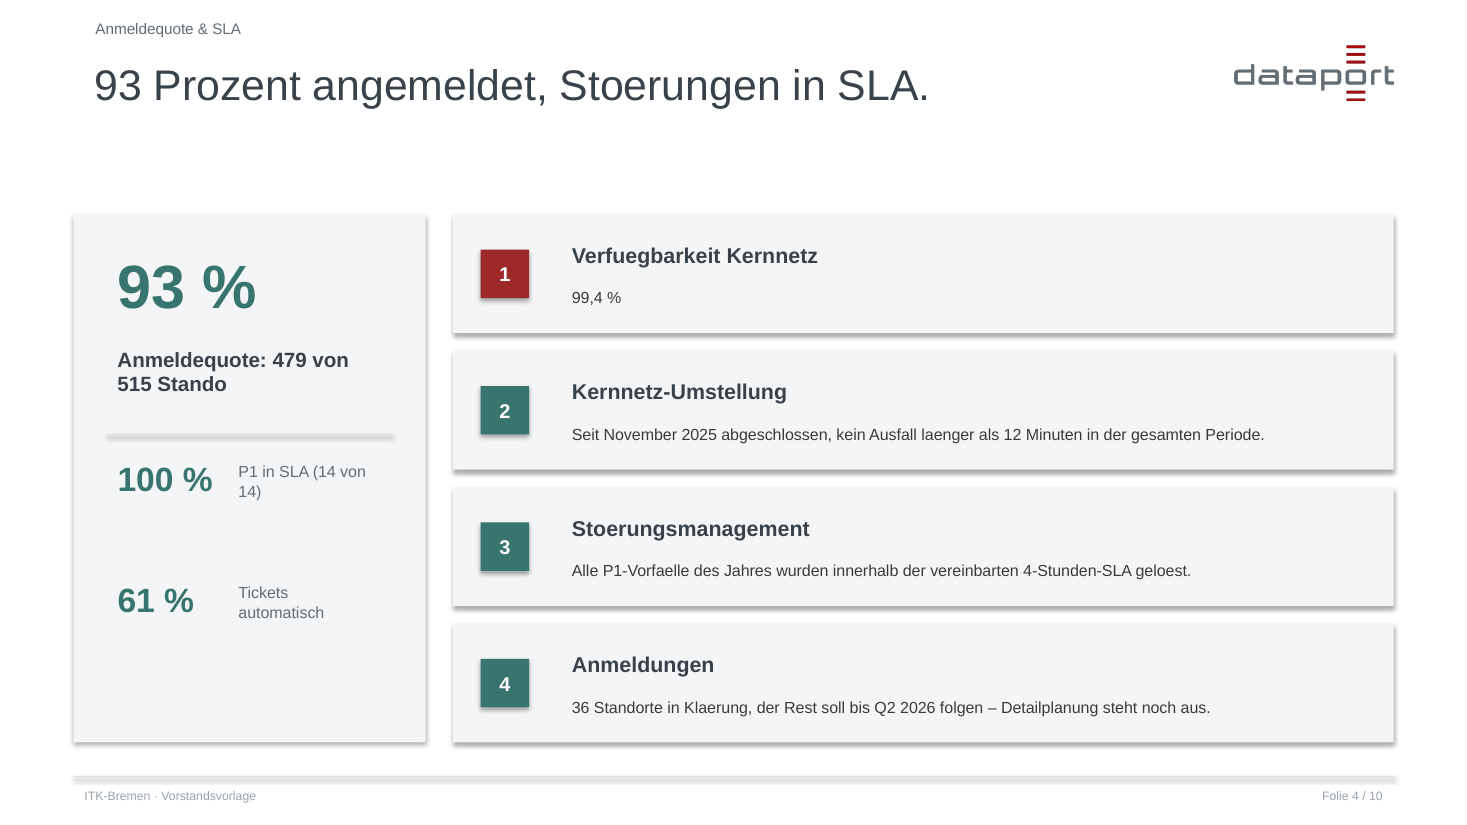 Anmeldequote & SLA
93 Prozent angemeldet, Stoerungen in SLA.
dataport
93 %
Anmeldequote: 479 von
515 Stando
100 %
P1 in SLA (14 von
14)
61 %
Tickets
automatisch
1
Verfuegbarkeit Kernnetz
99,4 %
2
Kernnetz-Umstellung
Seit November 2025 abgeschlossen, kein Ausfall laenger als 12 Minuten in der gesamten Periode.
3
Stoerungsmanagement
Alle P1-Vorfaelle des Jahres wurden innerhalb der vereinbarten 4-Stunden-SLA geloest.
4
Anmeldungen
36 Standorte in Klaerung, der Rest soll bis Q2 2026 folgen – Detailplanung steht noch aus.
ITK-Bremen · Vorstandsvorlage
Folie 4 / 10